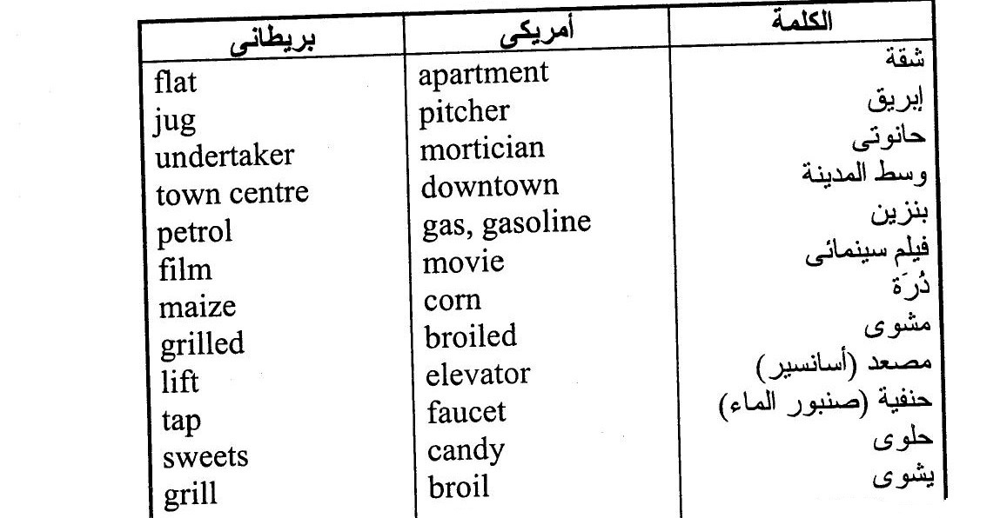 الكلمة أمريكى بريطانى
شقة apartment flat
إبريق pitcher jug
حانوتى mortician undertaker
وسط المدينة downtown town centre
بنزين gas, gasoline petrol
فيلم سينمائى movie film
ذُرَة corn maize
مشوى broiled grilled
مصعد (أسانسير) elevator lift
حنفية (صنبور الماء) faucet tap
حلوى candy sweets
يشوى broil grill